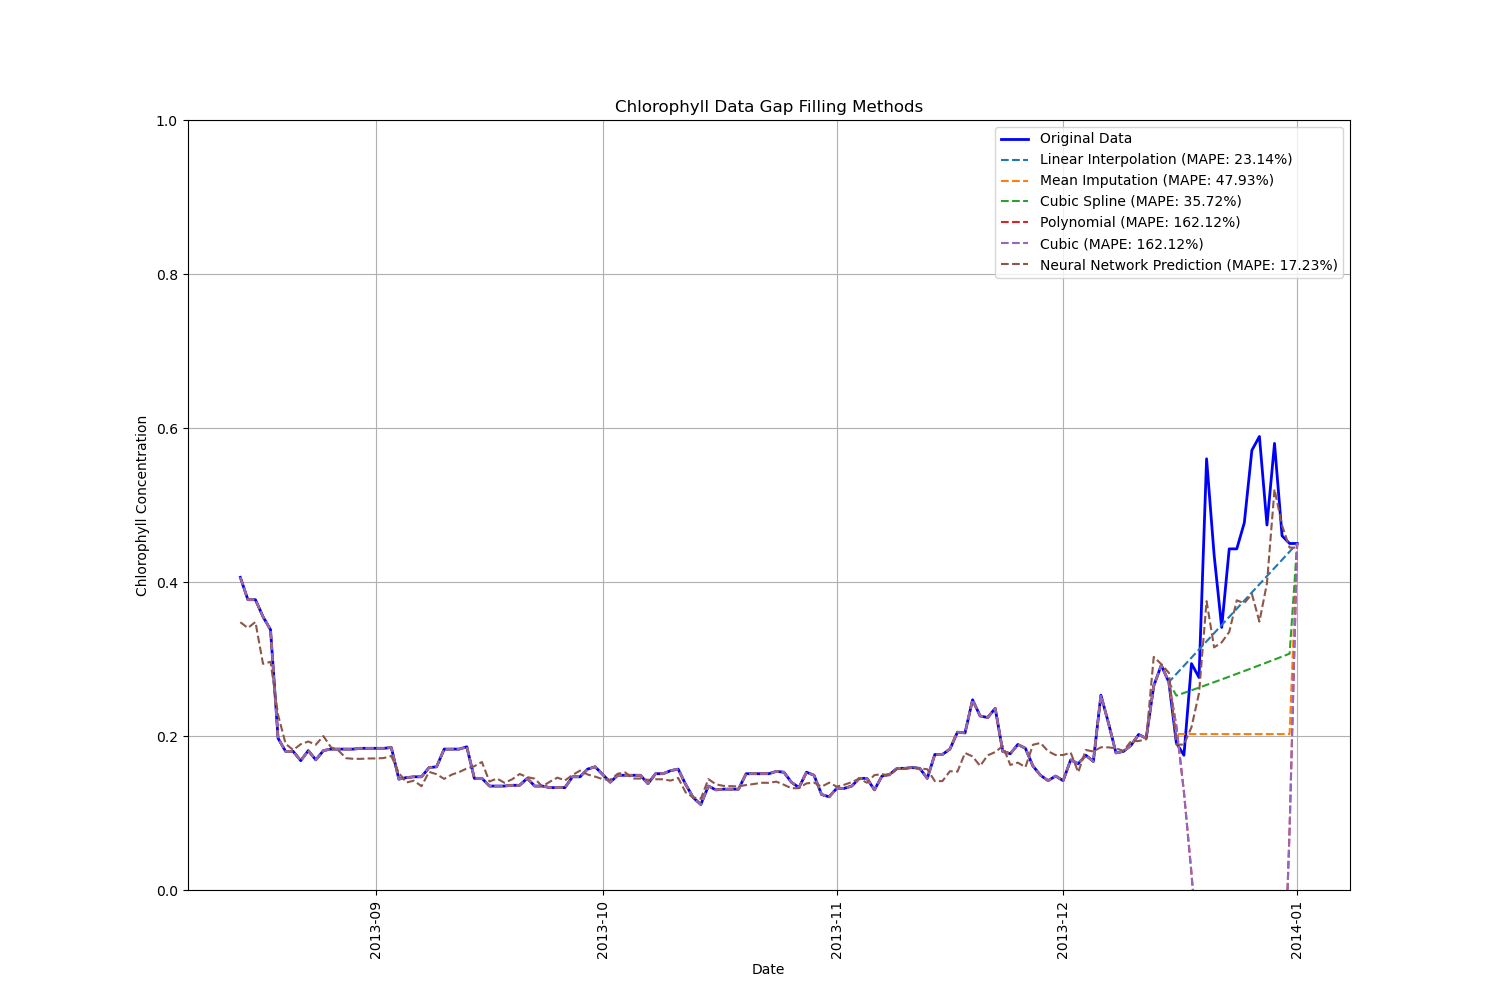 Chlorophyll Data Gap Filling Methods
1.0
0.8
0.6
0.4
0.2
0.0
Chlorophyll Concentration
Original Data
Linear Interpolation (MAPE: 23.14%)
Mean Imputation (MAPE: 47.93%)
Cubic Spline (MAPE: 35.72%)
Polynomial (MAPE: 162.12%)
Cubic (MAPE: 162.12%)
Neural Network Prediction (MAPE: 17.23%)
2013-09
2013-10
2013-11
2013-12
2014-01
Date